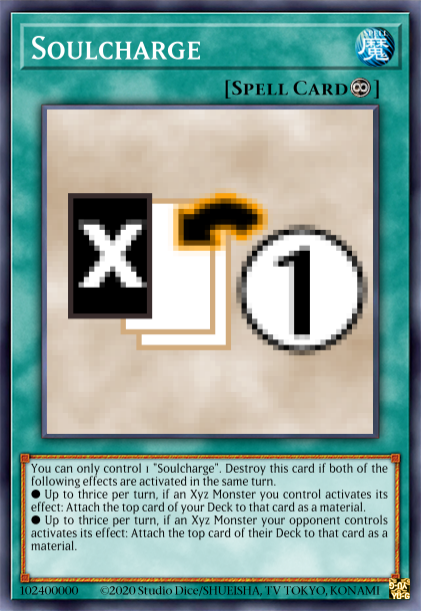 Soulcharge
SPELL
魔
[Spell Card]
X
1
You can only control 1 "Soulcharge". Destroy this card if both of the
following effects are activated in the same turn.
● Up to thrice per turn, if an Xyz Monster you control activates its
effect: Attach the top card of your Deck to that card as a material.
● Up to thrice per turn, if an Xyz Monster your opponent controls
activates its effect: Attach the top card of their Deck to that card as a
material.
102400000 ©2020 Studio Dice/SHUEISHA, TV TOKYO, KONAMI